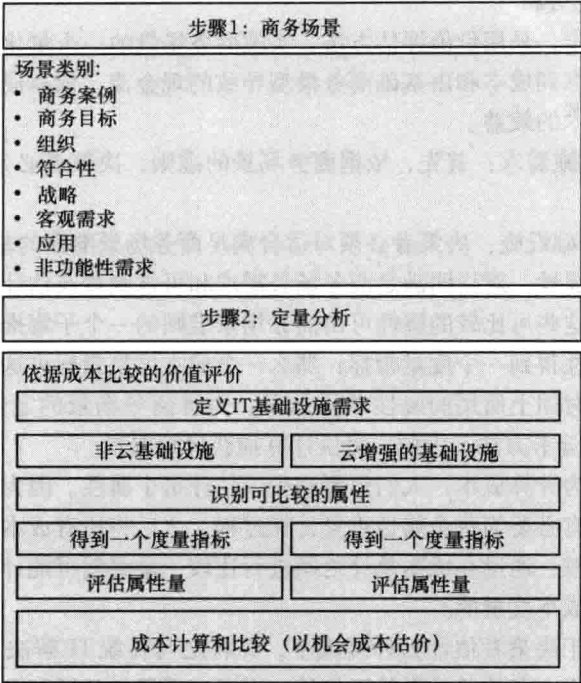 步骤1：商务场景
场景类别：
• 商务案例
• 商务目标
• 组织
• 符合性
• 战略
• 客观需求
• 应用
• 非功能性需求
步骤2：定量分析
依据成本比较的价值评价
定义IT基础设施需求
非云基础设施 云增强的基础设施
识别可比较的属性
得到一个度量指标 得到一个度量指标
评估属性量 评估属性量
成本计算和比较（以机会成本估价）